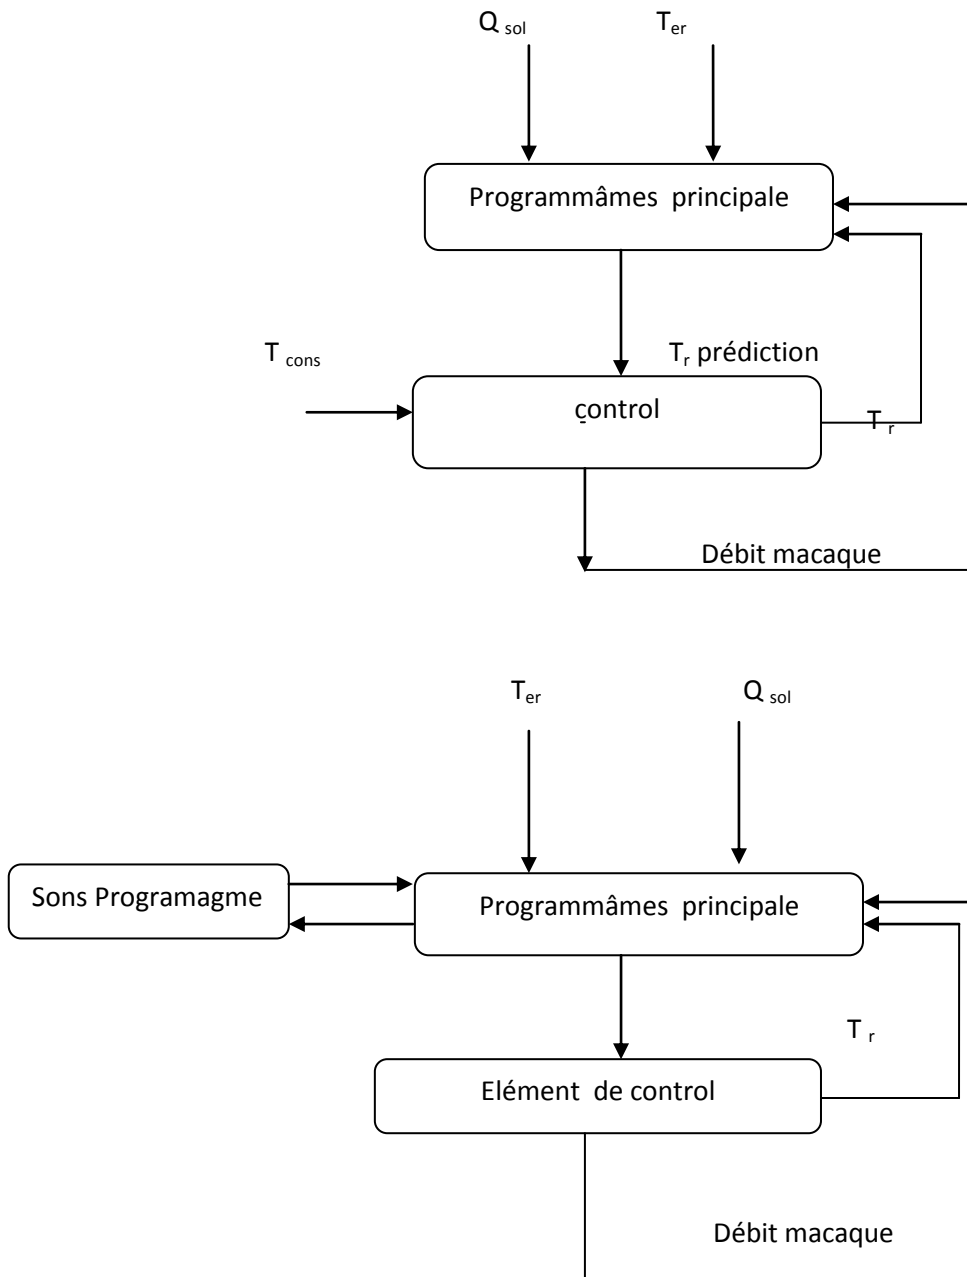 Q sol T er
Programmâmes principale
T cons
T r prédiction
çontrol
T r
Débit macaque
T er Q sol
Sons Programagme
Programmâmes principale
T r
Elément de control
Débit macaque